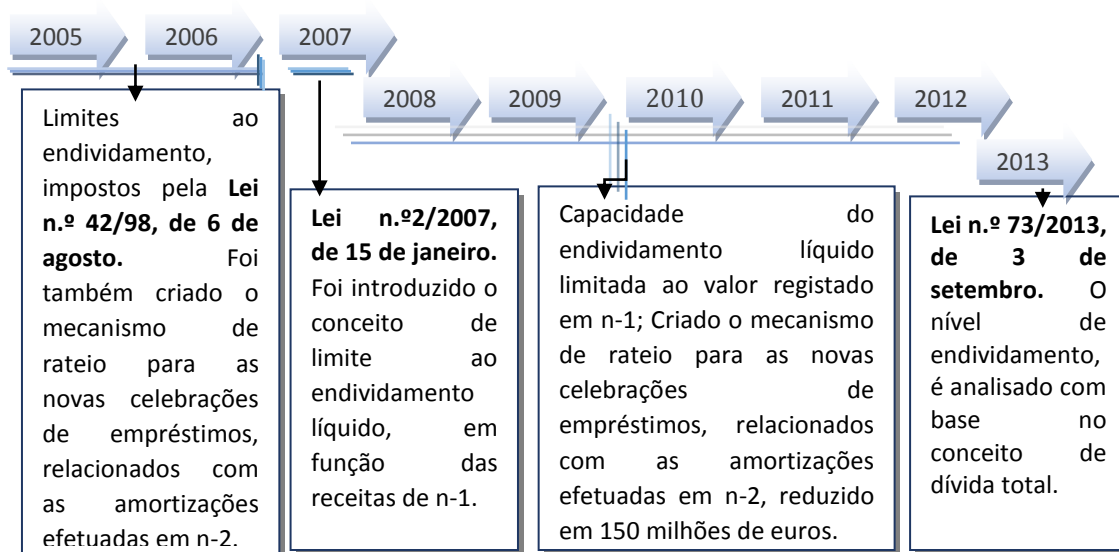 2005
2006
2007
2008
2009
2010
2011
2012
2013
Limites ao
endividamento,
impostos pela Lei
n.º 42/98, de 6 de
agosto. Foi
também criado o
mecanismo de
rateio para as
novas celebrações
de empréstimos,
relacionados com
as amortizações
efetuadas em n-2.
Lei n.º2/2007,
de 15 de janeiro.
Foi introduzido o
conceito de
limite ao
endividamento
líquido, em
função das
receitas de n-1.
Capacidade do
endividamento líquido
limitada ao valor registado
em n-1; Criado o mecanismo
de rateio para as novas
celebrações de
empréstimos, relacionados
com as amortizações
efetuadas em n-2, reduzido
em 150 milhões de euros.
Lei n.º 73/2013,
de 3 de
setembro. O
nível de
endividamento,
é analisado com
base no
conceito de
dívida total.